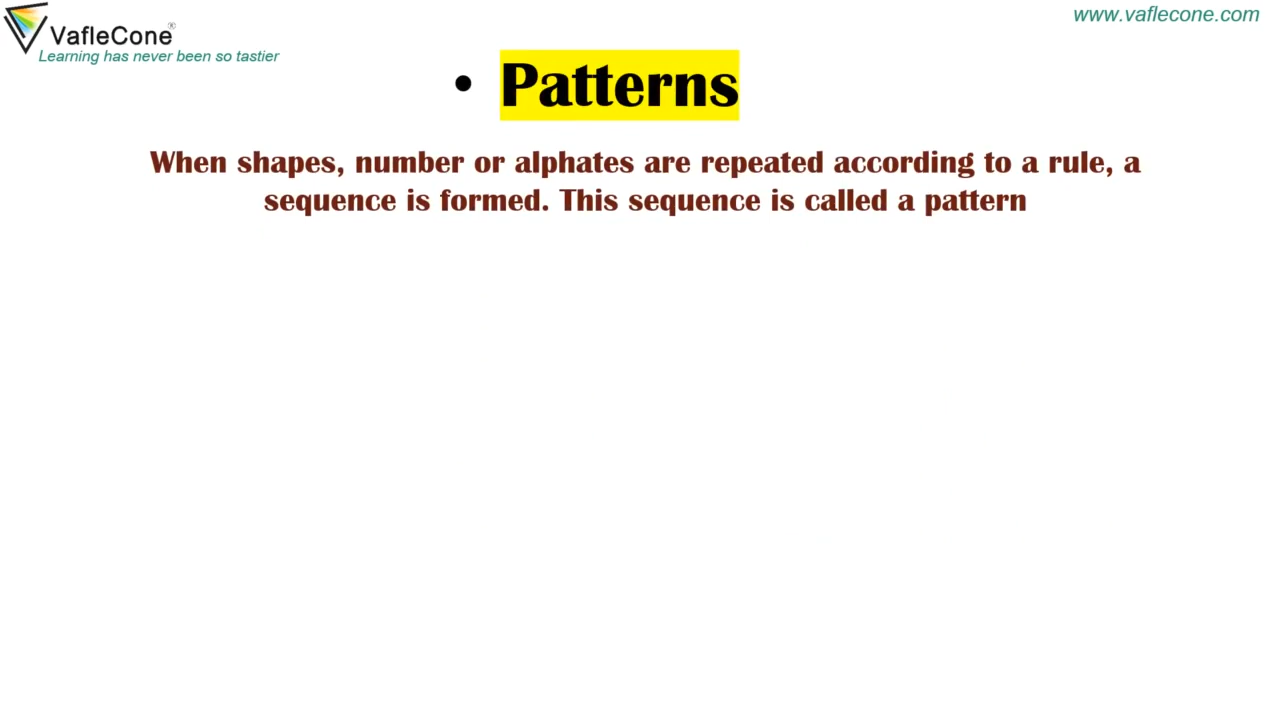 VafleCone®
Learning has never been so tastier
www.vaflecone.com
• Patterns
When shapes, number or alphates are repeated according to a rule, a
sequence is formed. This sequence is called a pattern